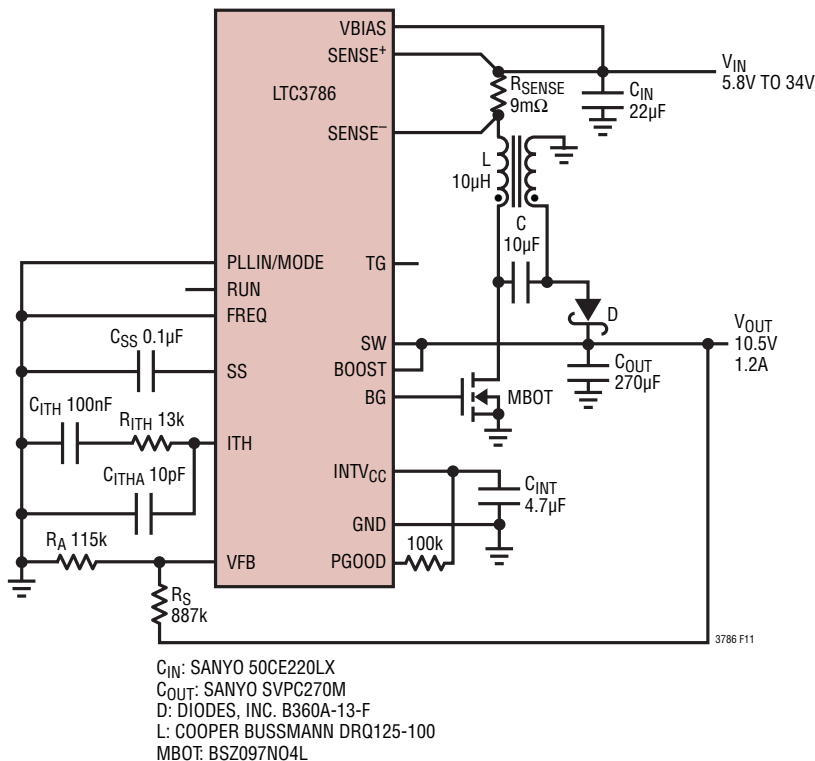 VBIAS
SENSE+
LTC3786
SENSE–
RSENSE
9mΩ
VIN
5.8V TO 34V
CIN
22µF
L
10µH
C
10µF
PLLIN/MODE
TG
RUN
FREQ
D
CSS 0.1µF
SS
SW
BOOST
BG
MBOT
VOUT
10.5V
1.2A
COUT
270µF
CITH 100nF
RITH 13k
ITH
CITHA 10pF
INTVCC
CINT
4.7µF
GND
RA 115k
VFB
PGOOD
100k
RS
887k
3786 F11
CIN: SANYO 50CE220LX
COUT: SANYO SVPC270M
D: DIODES, INC. B360A-13-F
L: COOPER BUSSMANN DRQ125-100
MBOT: BSZ097NO4L